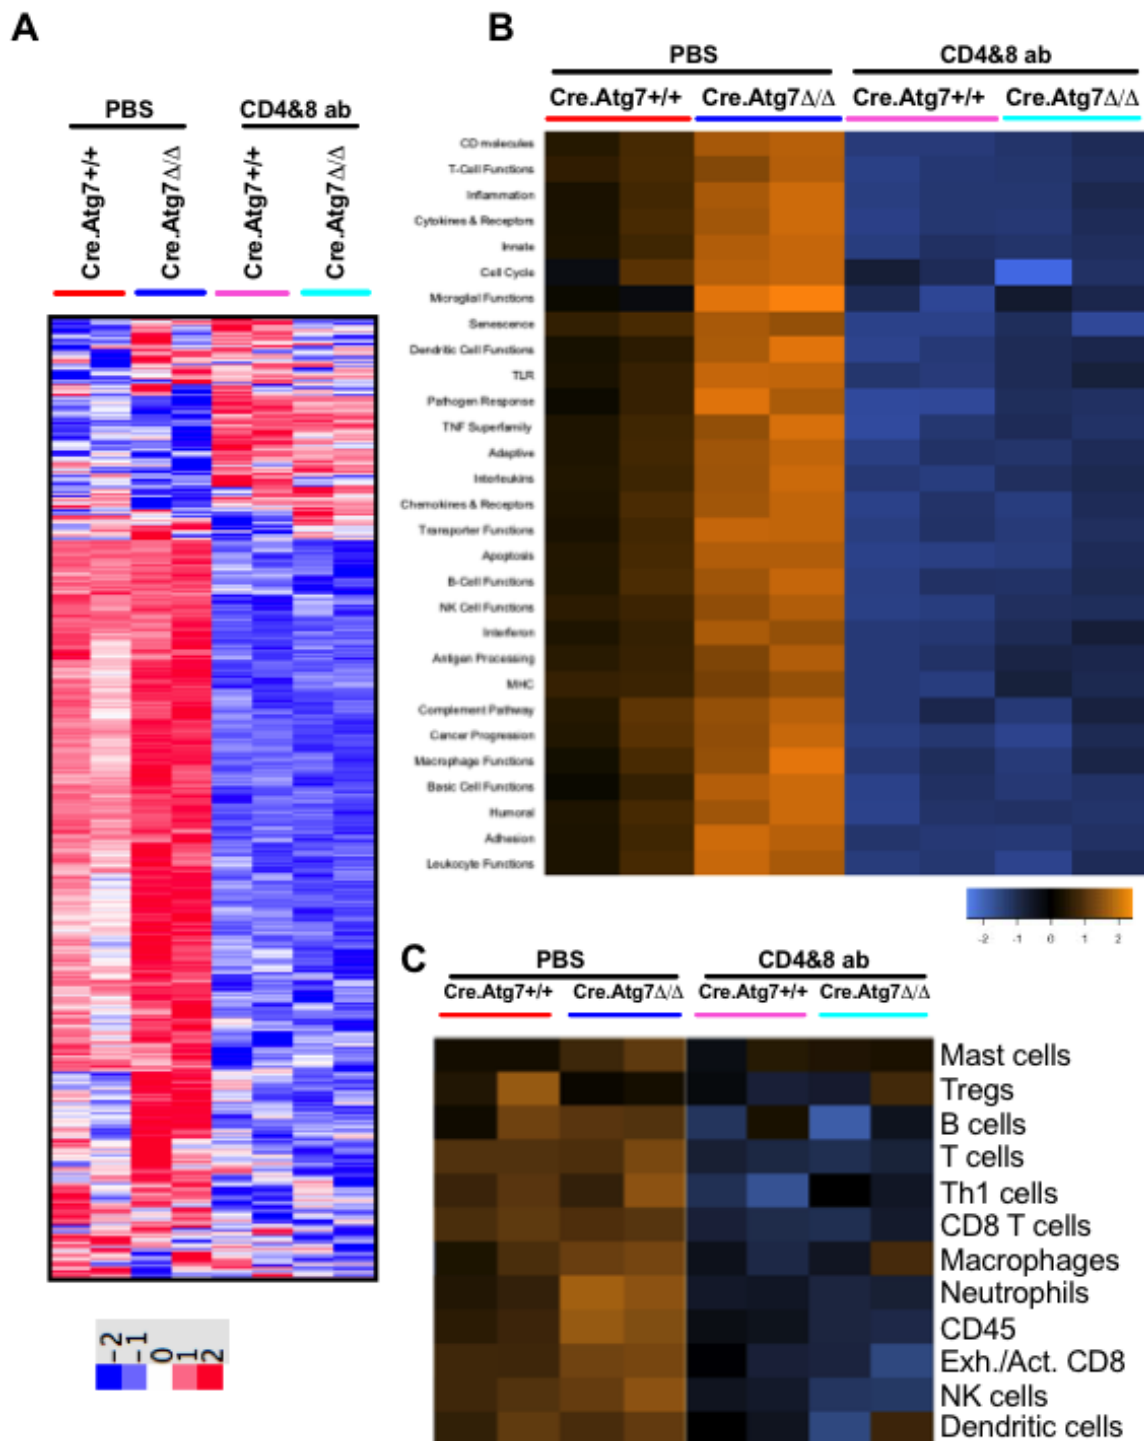 A
PBS CD4&8 ab
Cre.Atg7+/+ Cre.Atg7Δ/Δ Cre.Atg7+/+ Cre.Atg7Δ/Δ
-2 -1 0 1 2
B
PBS CD4&8 ab
Cre.Atg7+/+ Cre.Atg7Δ/Δ Cre.Atg7+/+ Cre.Atg7Δ/Δ
CD molecules
T-Cell Functions
Inflammation
Cytokines & Receptors
Innate
Cell Cycle
Microglial Functions
Senescence
Dendritic Cell Functions
TLR
Pathogen Response
TNF Superfamily
Adaptive
Interleukins
Chemokines & Receptors
Transporter Functions
Apoptosis
B-Cell Functions
NK Cell Functions
Interferon
Antigen Processing
MHC
Complement Pathway
Cancer Progression
Macrophage Functions
Basic Cell Functions
Humoral
Adhesion
Leukocyte Functions
-2 -1 0 1 2
C
PBS CD4&8 ab
Cre.Atg7+/+ Cre.Atg7Δ/Δ Cre.Atg7+/+ Cre.Atg7Δ/Δ
Mast cells
Tregs
B cells
T cells
Th1 cells
CD8 T cells
Macrophages
Neutrophils
CD45
Exh./Act. CD8
NK cells
Dendritic cells